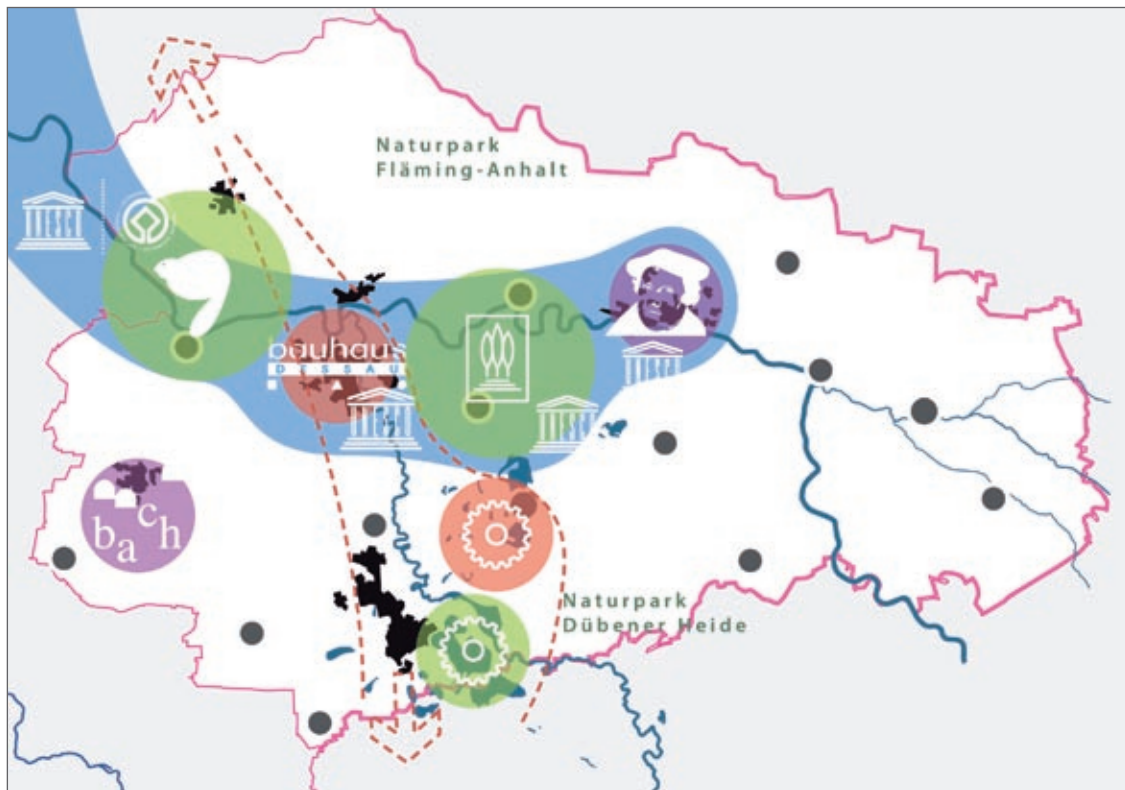 Naturpark
Fläming-Anhalt
bauhaus
DESSAU
bach
Naturpark
Dübener Heide